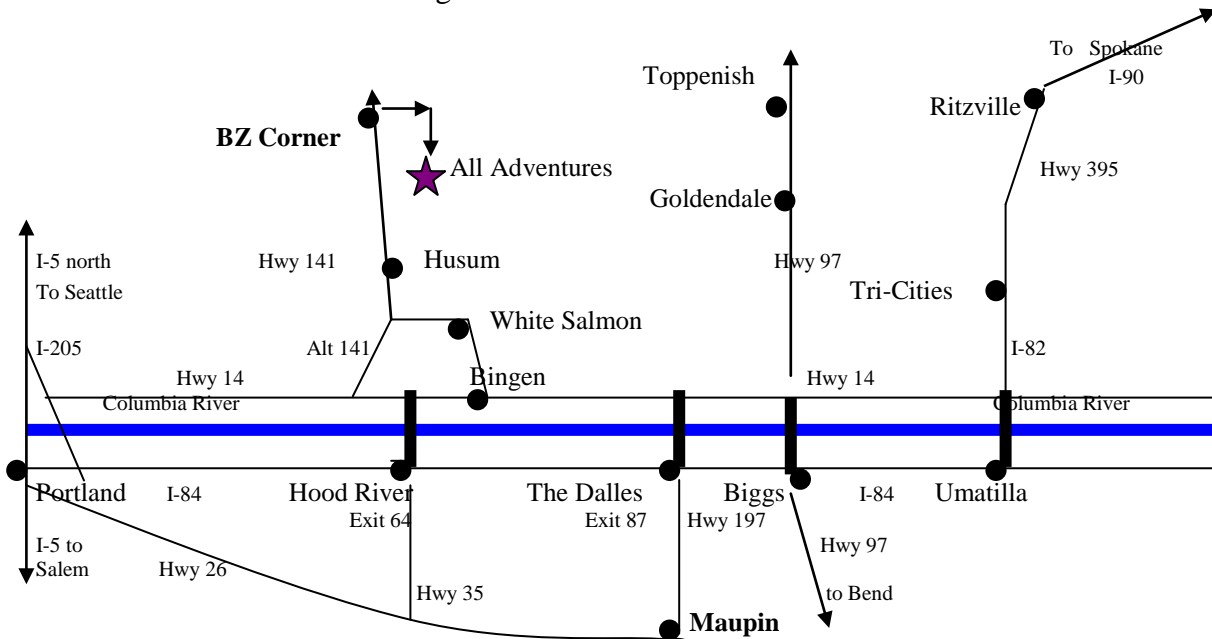 To Spokane
I-90
Toppenish
Ritzville
BZ Corner
All Adventures
Hwy 395
Goldendale
I-5 north
To Seattle
Hwy 141
Husum
Hwy 97
Tri-Cities
White Salmon
I-205
Alt 141
I-82
Hwy 14
Bingen
Hwy 14
Columbia River
Columbia River
Portland
I-84
Hood River
The Dalles
Biggs
I-84
Umatilla
Exit 64
Exit 87
Hwy 197
I-5 to
Salem
Hwy 26
Hwy 97
Hwy 35
to Bend
Maupin